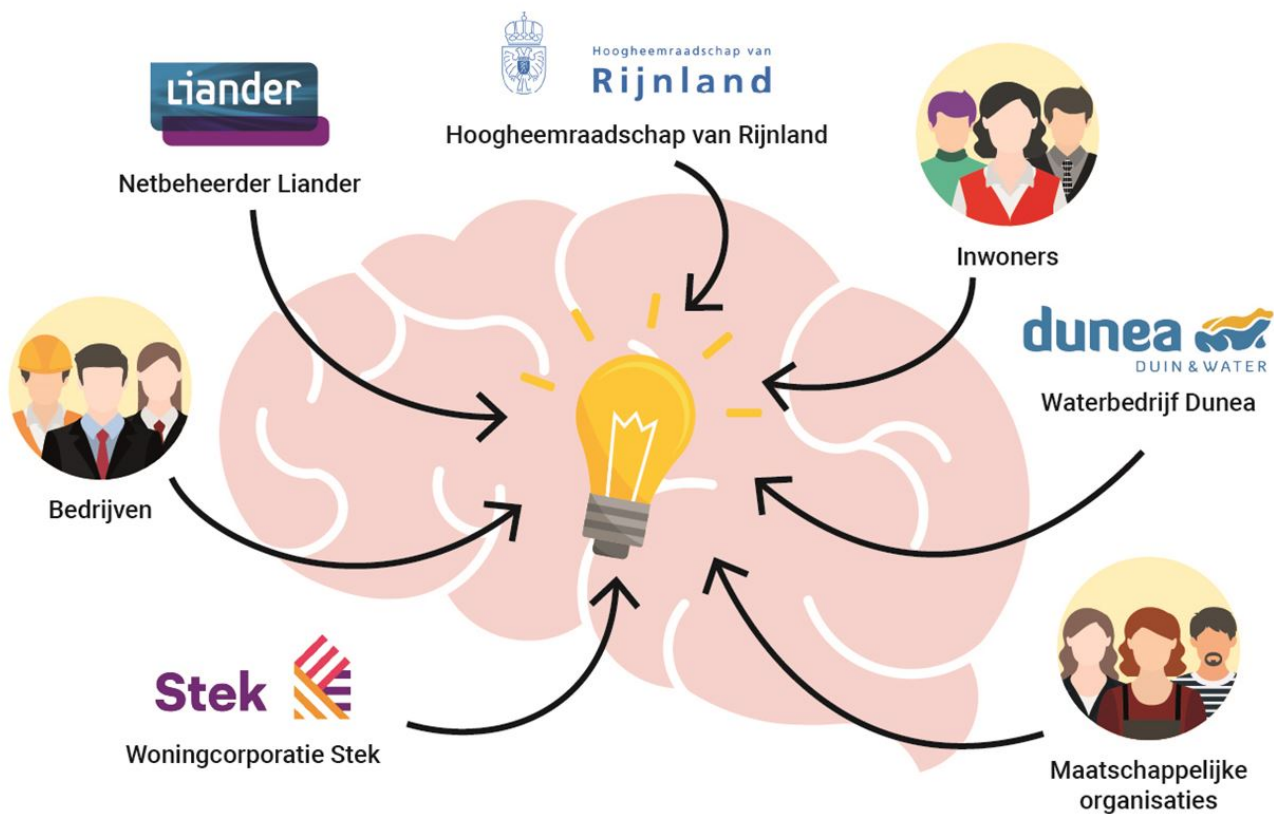 Liander
Netbeheerder Liander
Hoogheemraadschap van
Rijnland
Hoogheemraadschap van Rijnland
Inwoners
dunea
DUIN & WATER
Waterbedrijf Dunea
Bedrijven
Stek
Woningcorporatie Stek
Maatschappelijke
organisaties